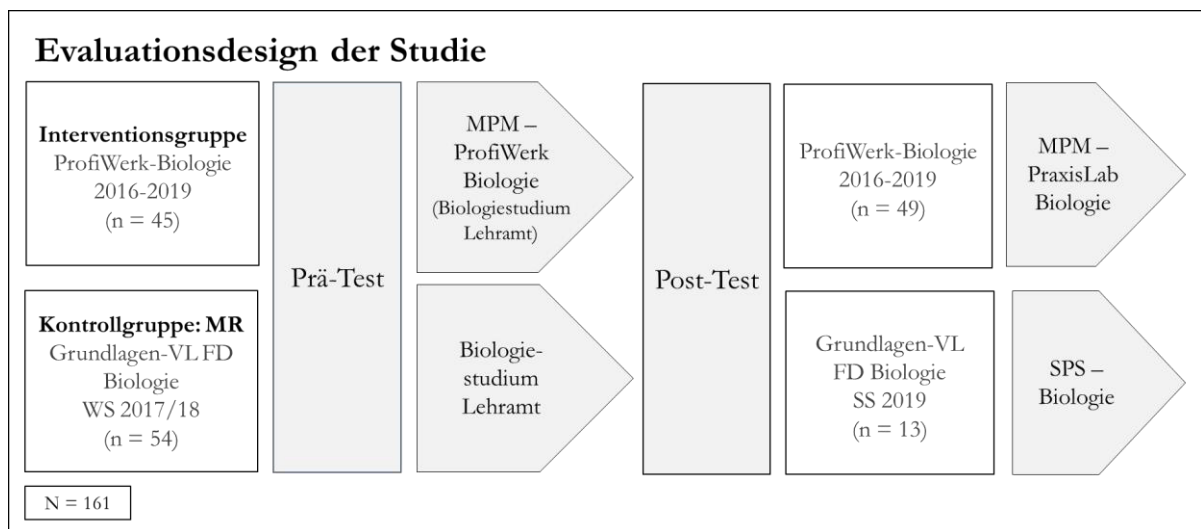 Evaluationsdesign der Studie
Interventionsgruppe
ProfiWerk-Biologie
2016-2019
(n = 45)
Kontrollgruppe: MR
Grundlagen-VL FD
Biologie
WS 2017/18
(n = 54)
Prä-Test
MPM –
ProfiWerk
Biologie
(Biologiestudium
Lehramt)
Biologie-
studium
Lehramt
Post-Test
ProfiWerk-Biologie
2016-2019
(n = 49)
Grundlagen-VL
FD Biologie
SS 2019
(n = 13)
MPM –
PraxisLab
Biologie
SPS –
Biologie
N = 161